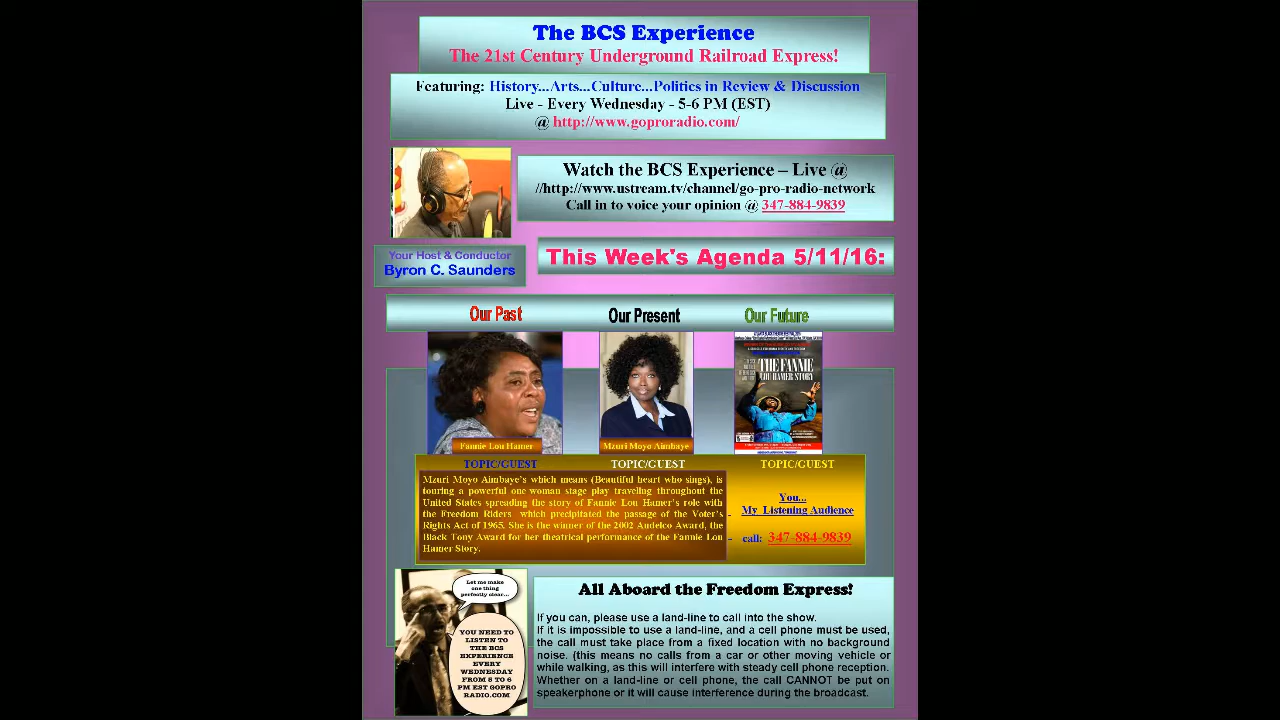 The BCS Experience
The 21st Century Underground Railroad Express!
Featuring: History...Arts...Culture...Politics in Review & Discussion
Live - Every Wednesday - 5-6 PM (EST)
@ http://www.goproradio.com/
Watch the BCS Experience – Live @
//http://www.ustream.tv/channel/go-pro-radio-network
Call in to voice your opinion @ 347-884-9839
Your Host & Conductor
Byron C. Saunders
This Week's Agenda 5/11/16:
Our Past
Our Present
Our Future
THE FANNIE
LOU HAMER STORY
Fannie Lou Hamer
Mzuri Moyo Aimbaye
TOPIC/GUEST
TOPIC/GUEST
TOPIC/GUEST
Mzuri Moyo Aimbaye's which means (Beautiful heart who sings), is
touring a powerful one-woman stage play traveling throughout the
United States spreading the story of Fannie Lou Hamer's role with
the Freedom Riders which precipitated the passage of the Voter's
Rights Act of 1965. She is the winner of the 2002 Audelco Award, the
Black Tony Award for her theatrical performance of the Fannie Lou
Hamer Story.
You...
- My Listening Audience
- call: 347-884-9839
Let me make
one thing
perfectly clear...
YOU NEED TO
LISTEN TO
THE BCS
EXPERIENCE
EVERY
WEDNESDAY
FROM 5 TO 6
PM EST GOPRO
RADIO.COM
All Aboard the Freedom Express!
If you can, please use a land-line to call into the show.
If it is impossible to use a land-line, and a cell phone must be used,
the call must take place from a fixed location with no background
noise. (this means no calls from a car or other moving vehicle or
while walking, as this will interfere with steady cell phone reception.
Whether on a land-line or cell phone, the call CANNOT be put on
speakerphone or it will cause interference during the broadcast.